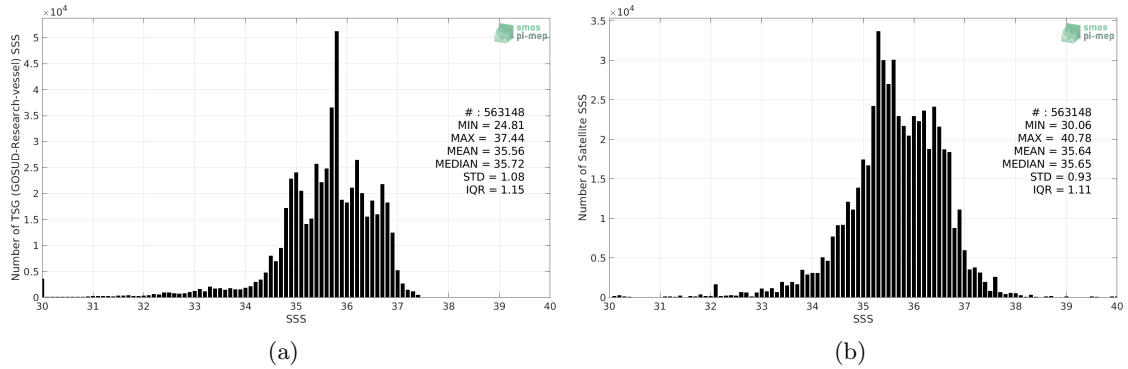 ×10⁴
smos
pi-mep
Number of TSG (GOSUD-Research-vessel) SSS
5
4.5
4
3.5
3
2.5
2
1.5
1
0.5
0
# : 563148
MIN = 24.81
MAX = 37.44
MEAN = 35.56
MEDIAN = 35.72
STD = 1.08
IQR = 1.15
30 31 32 33 34 35 36 37 38 39 40
SSS
(a)
×10⁴
smos
pi-mep
Number of Satellite SSS
3.5
3
2.5
2
1.5
1
0.5
0
# : 563148
MIN = 30.06
MAX = 40.78
MEAN = 35.64
MEDIAN = 35.65
STD = 0.93
IQR = 1.11
30 31 32 33 34 35 36 37 38 39 40
SSS
(b)